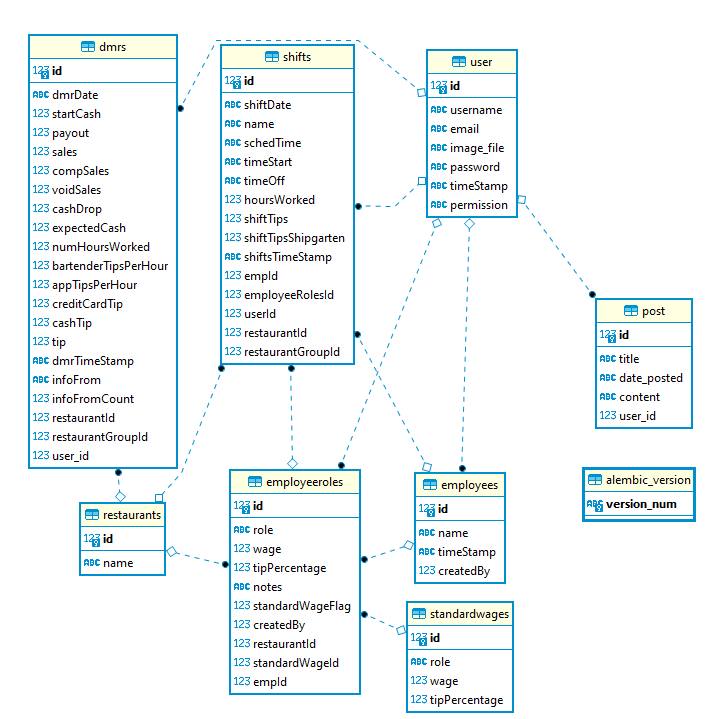 dmrs
123 id
ABC dmrDate
123 startCash
123 payout
123 sales
123 compSales
123 voidSales
123 cashDrop
123 expectedCash
123 numHoursWorked
123 bartenderTipsPerHour
123 appTipsPerHour
123 creditCardTip
123 cashTip
123 tip
ABC dmrTimeStamp
ABC infoFrom
123 infoFromCount
123 restaurantId
123 restaurantGroupId
123 user_id
shifts
123 id
ABC shiftDate
ABC name
ABC schedTime
ABC timeStart
ABC timeOff
123 hoursWorked
123 shiftTips
123 shiftTipsShipgarten
ABC shiftsTimeStamp
123 empId
123 employeeRolesId
123 userId
123 restaurantId
123 restaurantGroupId
user
123 id
ABC username
ABC email
ABC image_file
ABC password
ABC timeStamp
ABC permission
post
123 id
ABC title
ABC date_posted
ABC content
123 user_id
alembic_version
ABC version_num
restaurants
123 id
ABC name
employeeroles
123 id
ABC role
123 wage
123 tipPercentage
ABC notes
123 standardWageFlag
123 createdBy
123 restaurantId
123 standardWageId
123 empId
employees
123 id
ABC name
ABC timeStamp
123 createdBy
standardwages
123 id
ABC role
123 wage
123 tipPercentage